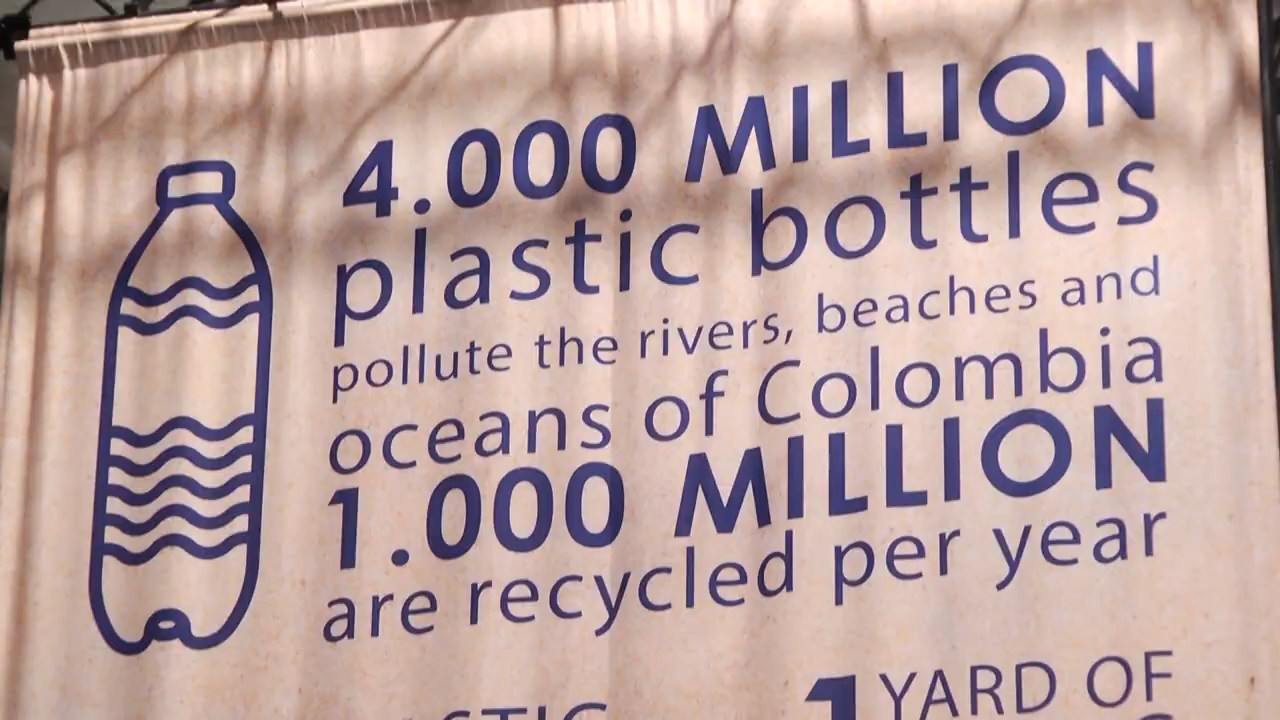 4.000 MILLION
plastic bottles
pollute the rivers, beaches and
oceans of Colombia
1.000 MILLION
are recycled per year
1 YARD OF